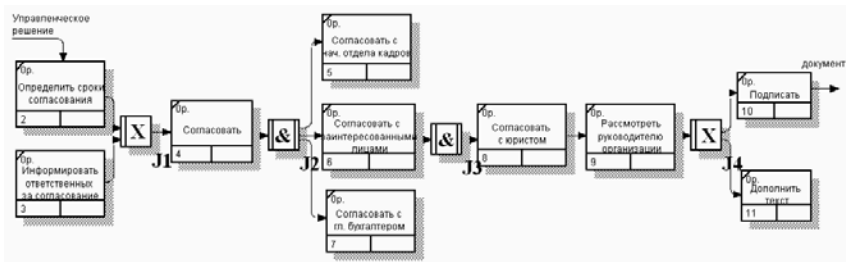 Управленческое
решение
0р.
Определить сроки
согласования
2
0р.
Информировать
ответственных
за согласование
3
X
J1
0р.
Согласовать
4
&
J2
0р.
Согласовать с
нач. отдела кадров
5
0р.
Согласовать с
заинтересованными
лицами
6
0р.
Согласовать с
гл. бухгалтером
7
&
J3
0р.
Согласовать
с юристом
8
0р.
Рассмотреть
руководителю
организации
9
X
J4
документ
0р.
Подписать
10
0р.
Дополнить
текст
11